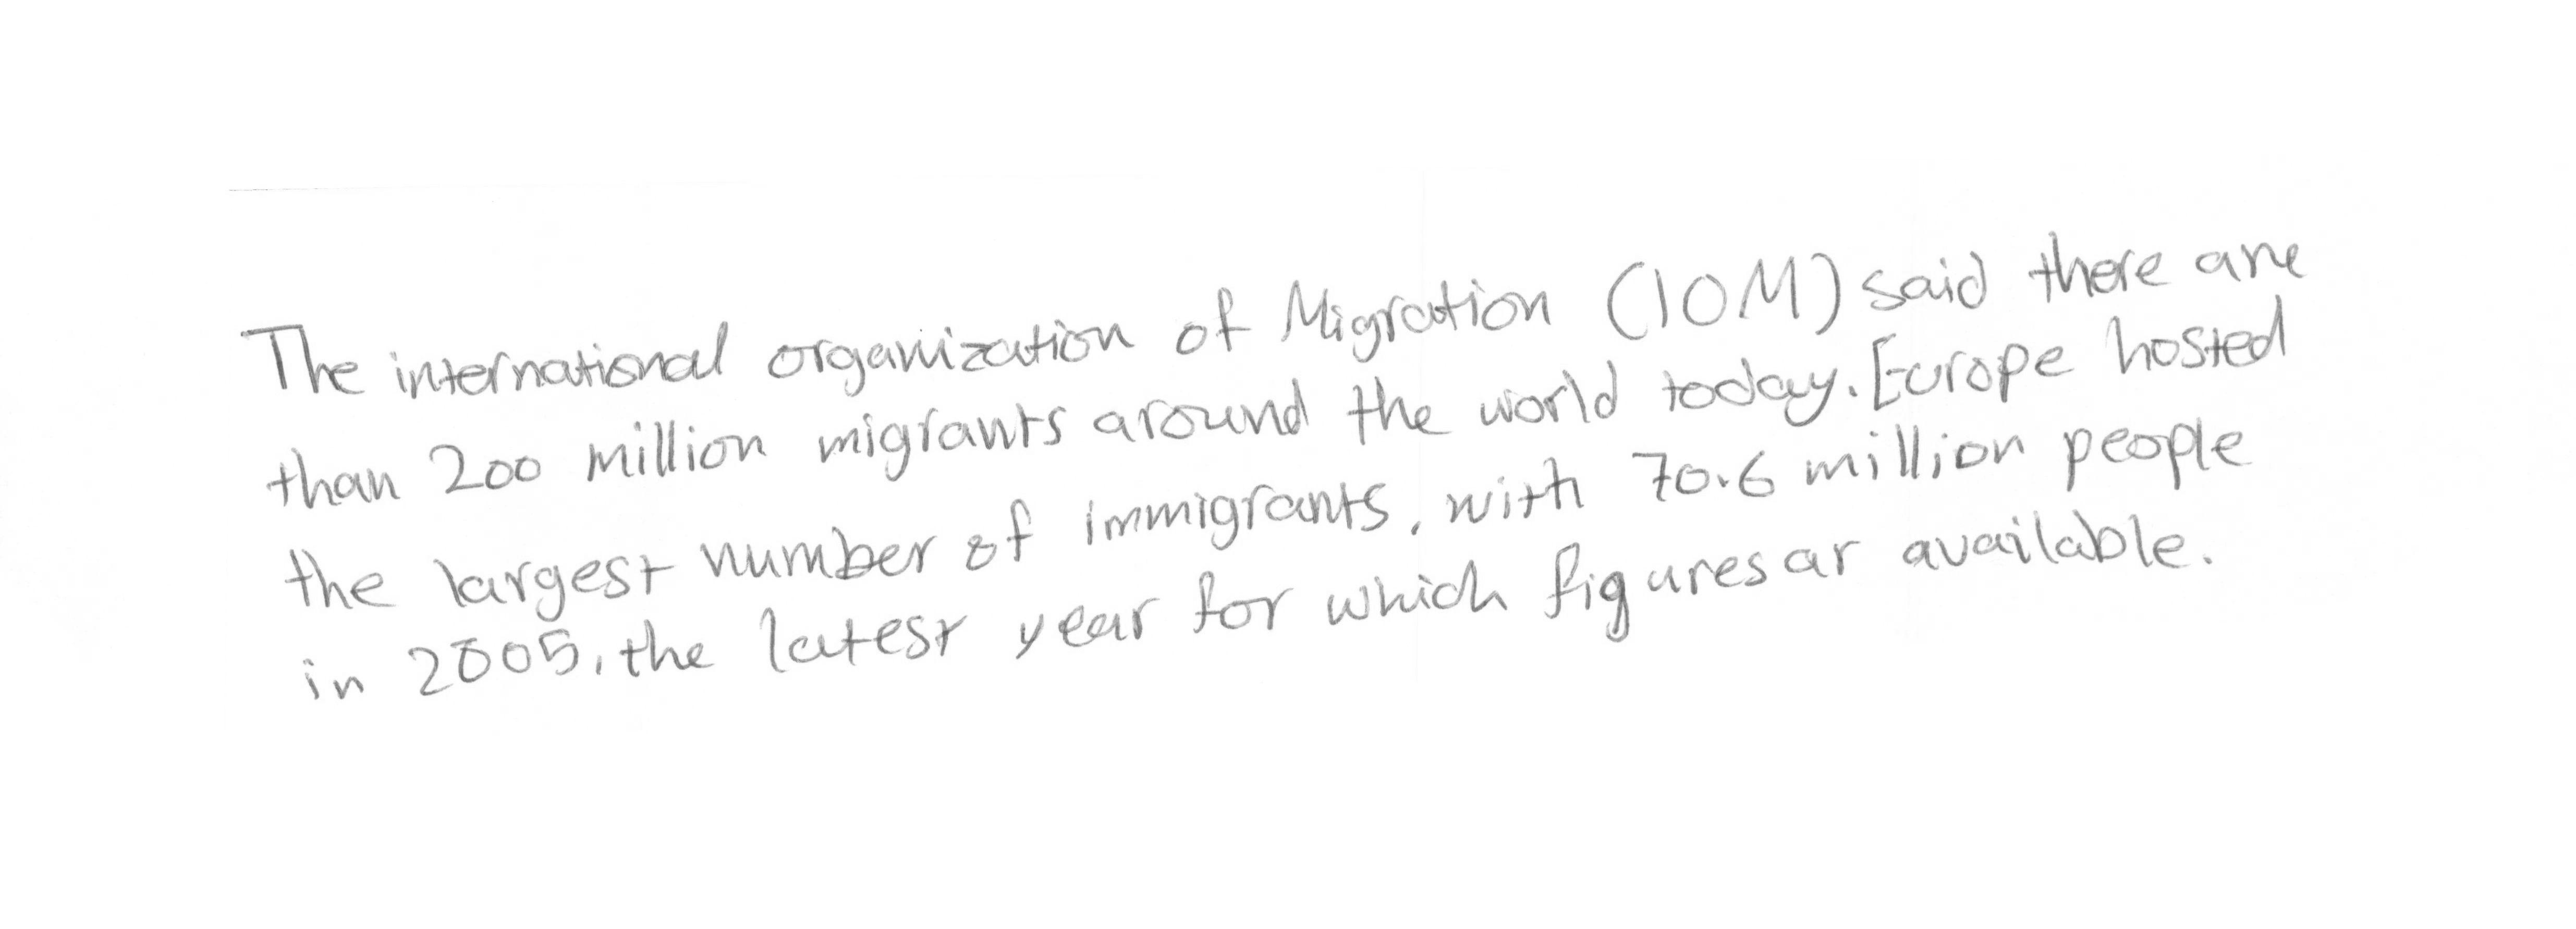 The international organization of Migration (IOM) said there are
than 200 million migrants around the world today. Europe hosted
the largest number of immigrants, with 70.6 million people
in 2005, the latest year for which figures ar available.